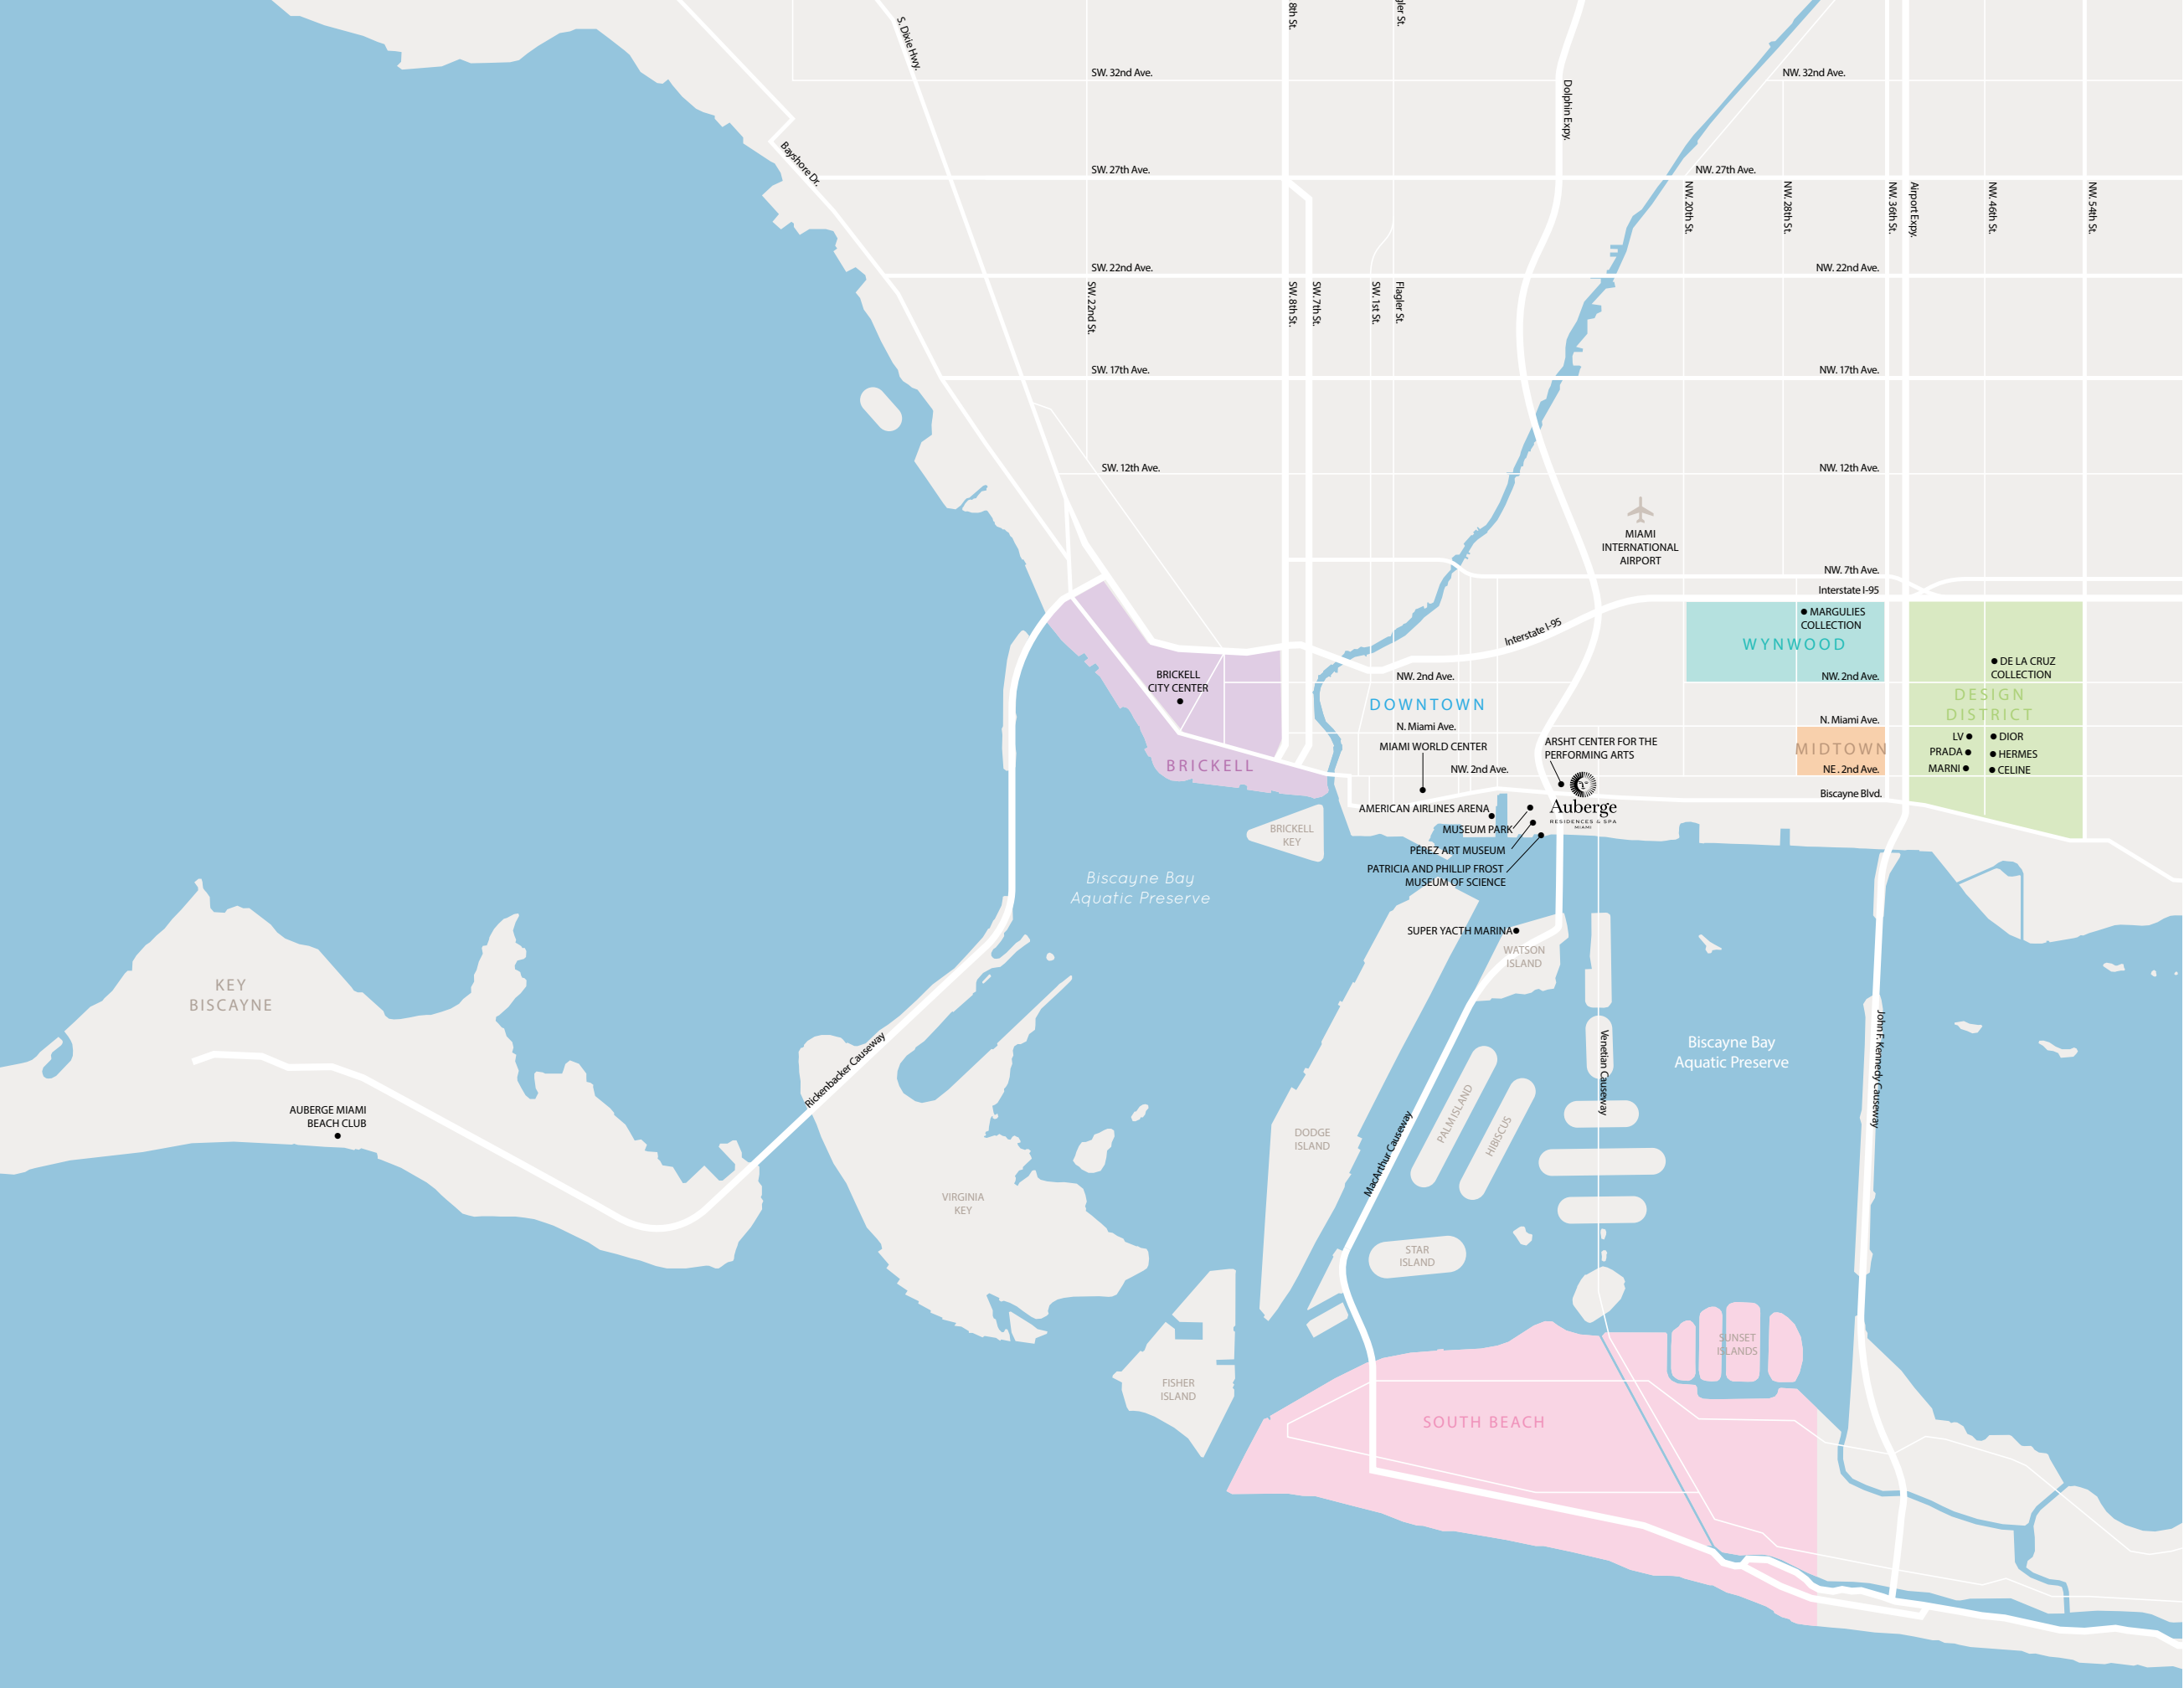 8th St.
gler St.
S. Dixie Hwy.
SW. 32nd Ave.
NW. 32nd Ave.
Dolphin Expy.
Bayshore Dr.
SW. 27th Ave.
NW. 27th Ave.
NW. 20th St.
NW. 28th St.
NW. 36th St.
Airport Expy.
NW. 46th St.
NW. 54th St.
SW. 22nd Ave.
NW. 22nd Ave.
SW. 22nd St.
SW. 8th St.
SW. 7th St.
SW. 1st St.
Flagler St.
SW. 17th Ave.
NW. 17th Ave.
SW. 12th Ave.
NW. 12th Ave.
MIAMI
INTERNATIONAL
AIRPORT
NW. 7th Ave.
Interstate I-95
Interstate I-95
MARGULIES
COLLECTION
WYNWOOD
NW. 2nd Ave.
DE LA CRUZ
COLLECTION
DESIGN
DISTRICT
LV
DIOR
PRADA
HERMES
MARNI
CELINE
BRICKELL
CITY CENTER
BRICKELL
NW. 2nd Ave.
DOWNTOWN
N. Miami Ave.
N. Miami Ave.
MIDTOWN
NE . 2nd Ave.
Biscayne Blvd.
MIAMI WORLD CENTER
ARSHT CENTER FOR THE
PERFORMING ARTS
NW. 2nd Ave.
Auberge
RESIDENCES & SPA
MIAMI
AMERICAN AIRLINES ARENA
MUSEUM PARK
PÉREZ ART MUSEUM
PATRICIA AND PHILLIP FROST
MUSEUM OF SCIENCE
BRICKELL
KEY
Biscayne Bay
Aquatic Preserve
SUPER YACTH MARINA
WATSON
ISLAND
KEY
BISCAYNE
Rickenbacker Causeway
AUBERGE MIAMI
BEACH CLUB
Venetian Causeway
Biscayne Bay
Aquatic Preserve
John F. Kennedy Causeway
PALM ISLAND
HIBISCUS
DODGE
ISLAND
MacArthur Causeway
VIRGINIA
KEY
STAR
ISLAND
SUNSET
ISLANDS
FISHER
ISLAND
SOUTH BEACH